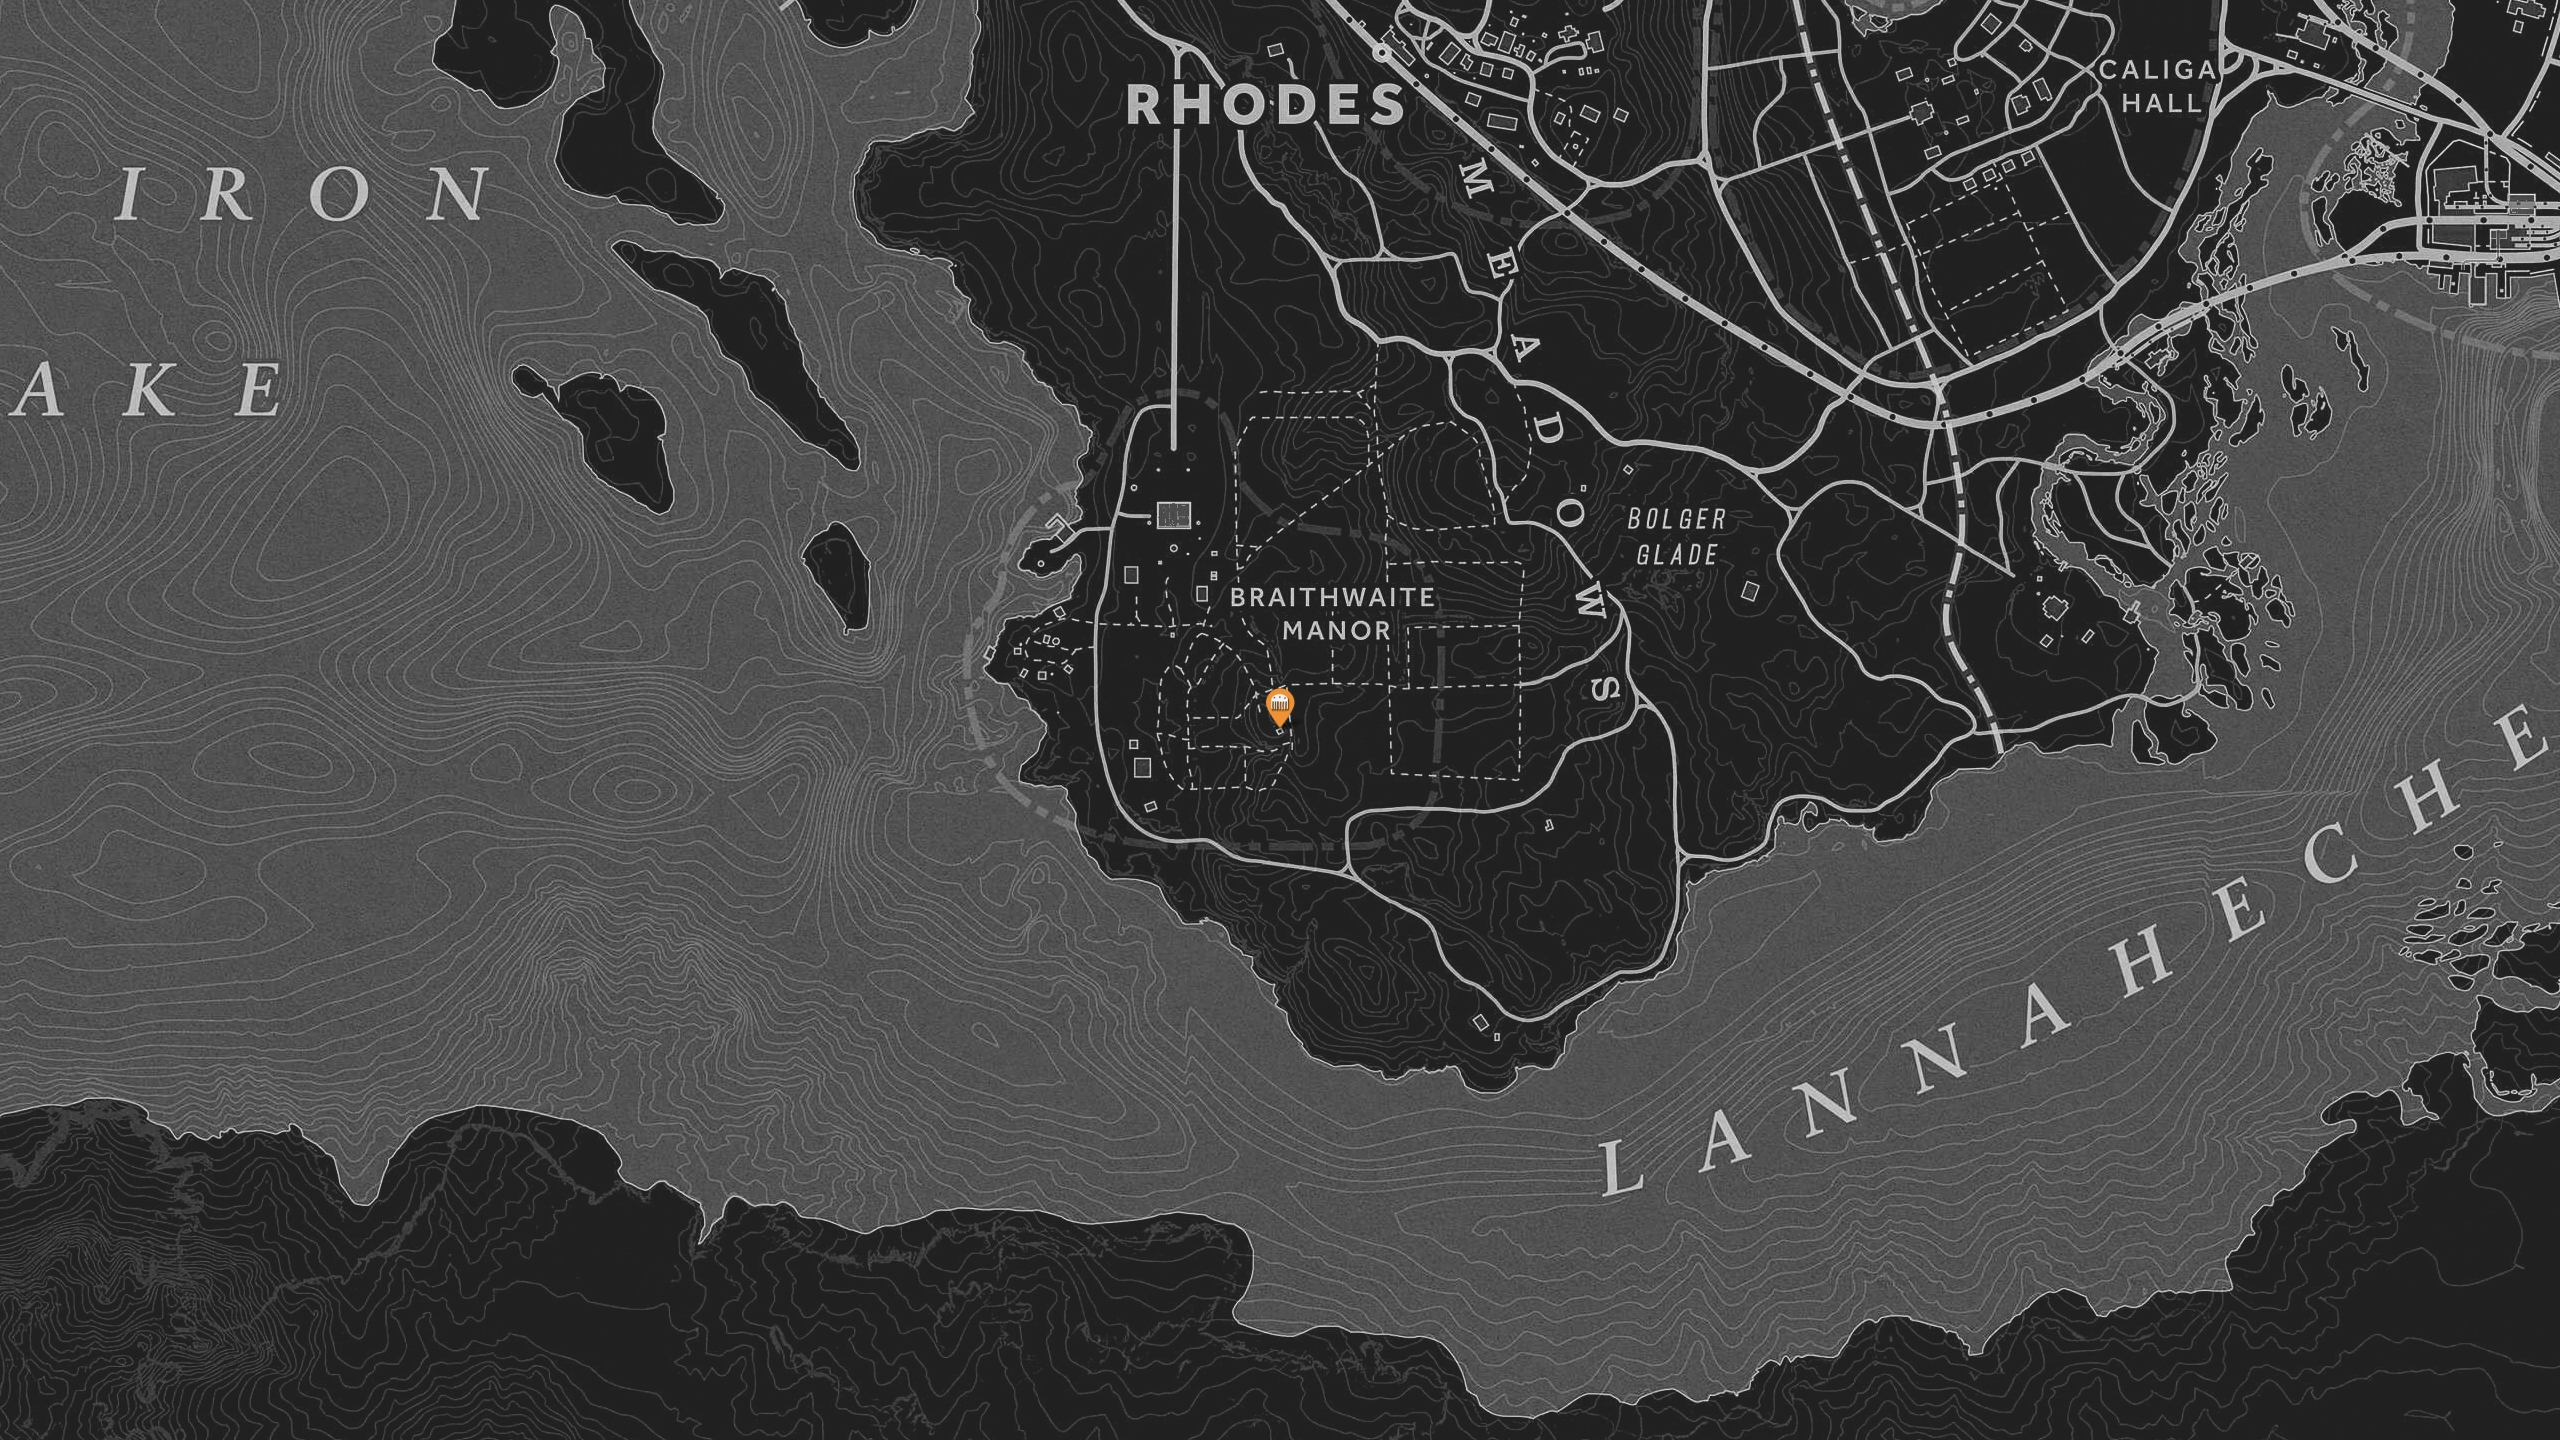 CALIGA
HALL
RHODES
IRON
AKE
MEADOWS
BOLGER
GLADE
BRAITHWAITE
MANOR
LANNAHECHE